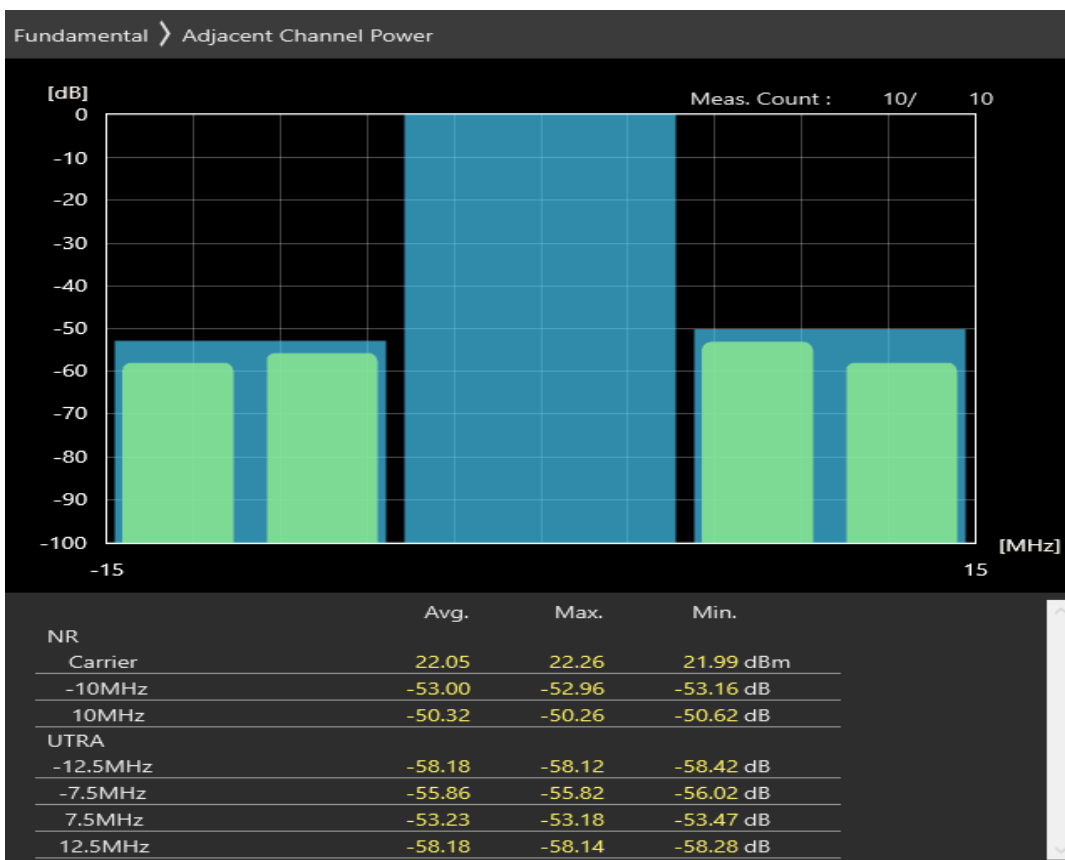 Fundamental 〉 Adjacent Channel Power
[dB]
Meas. Count : 10/ 10
0
-10
-20
-30
-40
-50
-60
-70
-80
-90
-100
[MHz]
-15 15
Avg. Max. Min.
NR
Carrier 22.05 22.26 21.99 dBm
-10MHz -53.00 -52.96 -53.16 dB
10MHz -50.32 -50.26 -50.62 dB
UTRA
-12.5MHz -58.18 -58.12 -58.42 dB
-7.5MHz -55.86 -55.82 -56.02 dB
7.5MHz -53.23 -53.18 -53.47 dB
12.5MHz -58.18 -58.14 -58.28 dB